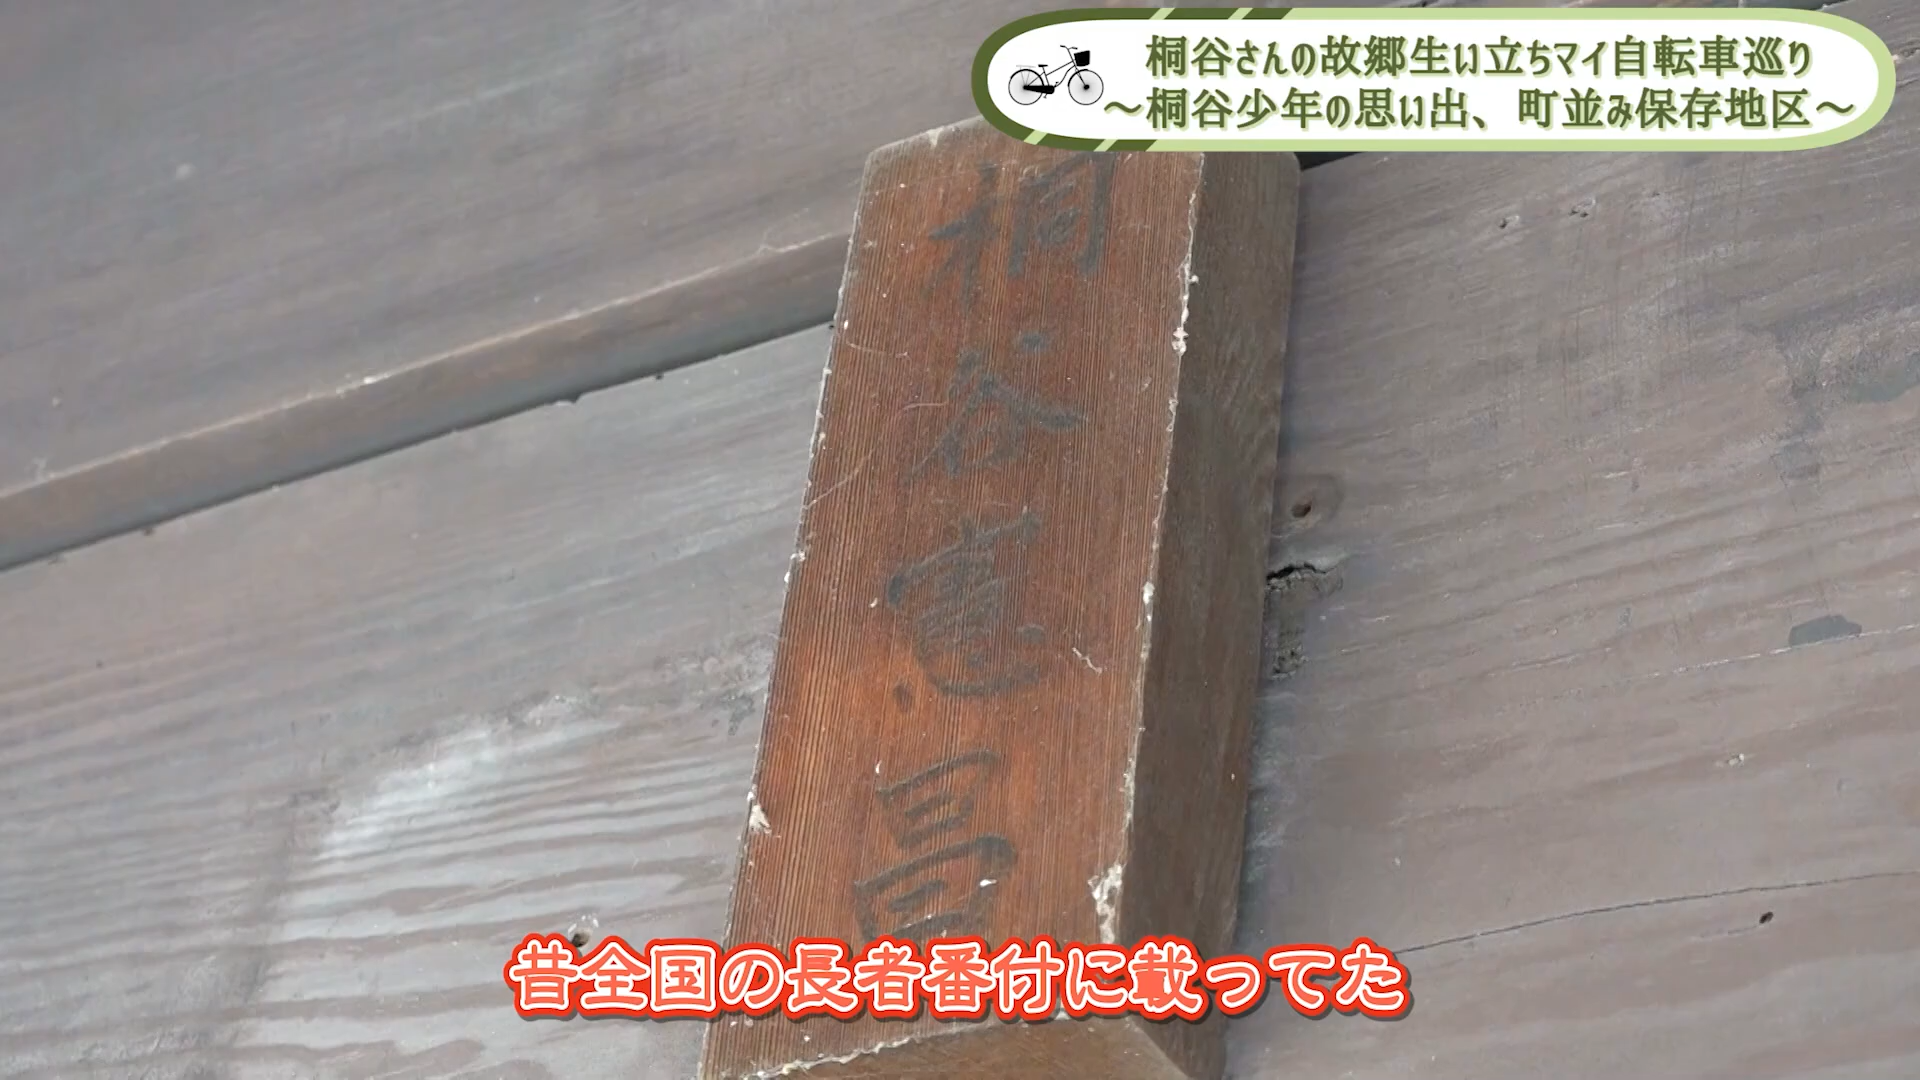 桐谷さんの故郷生い立ちマイ自転車巡り
～桐谷少年の思い出、町並み保存地区～
桐谷
昔全国の長者番付に載ってた